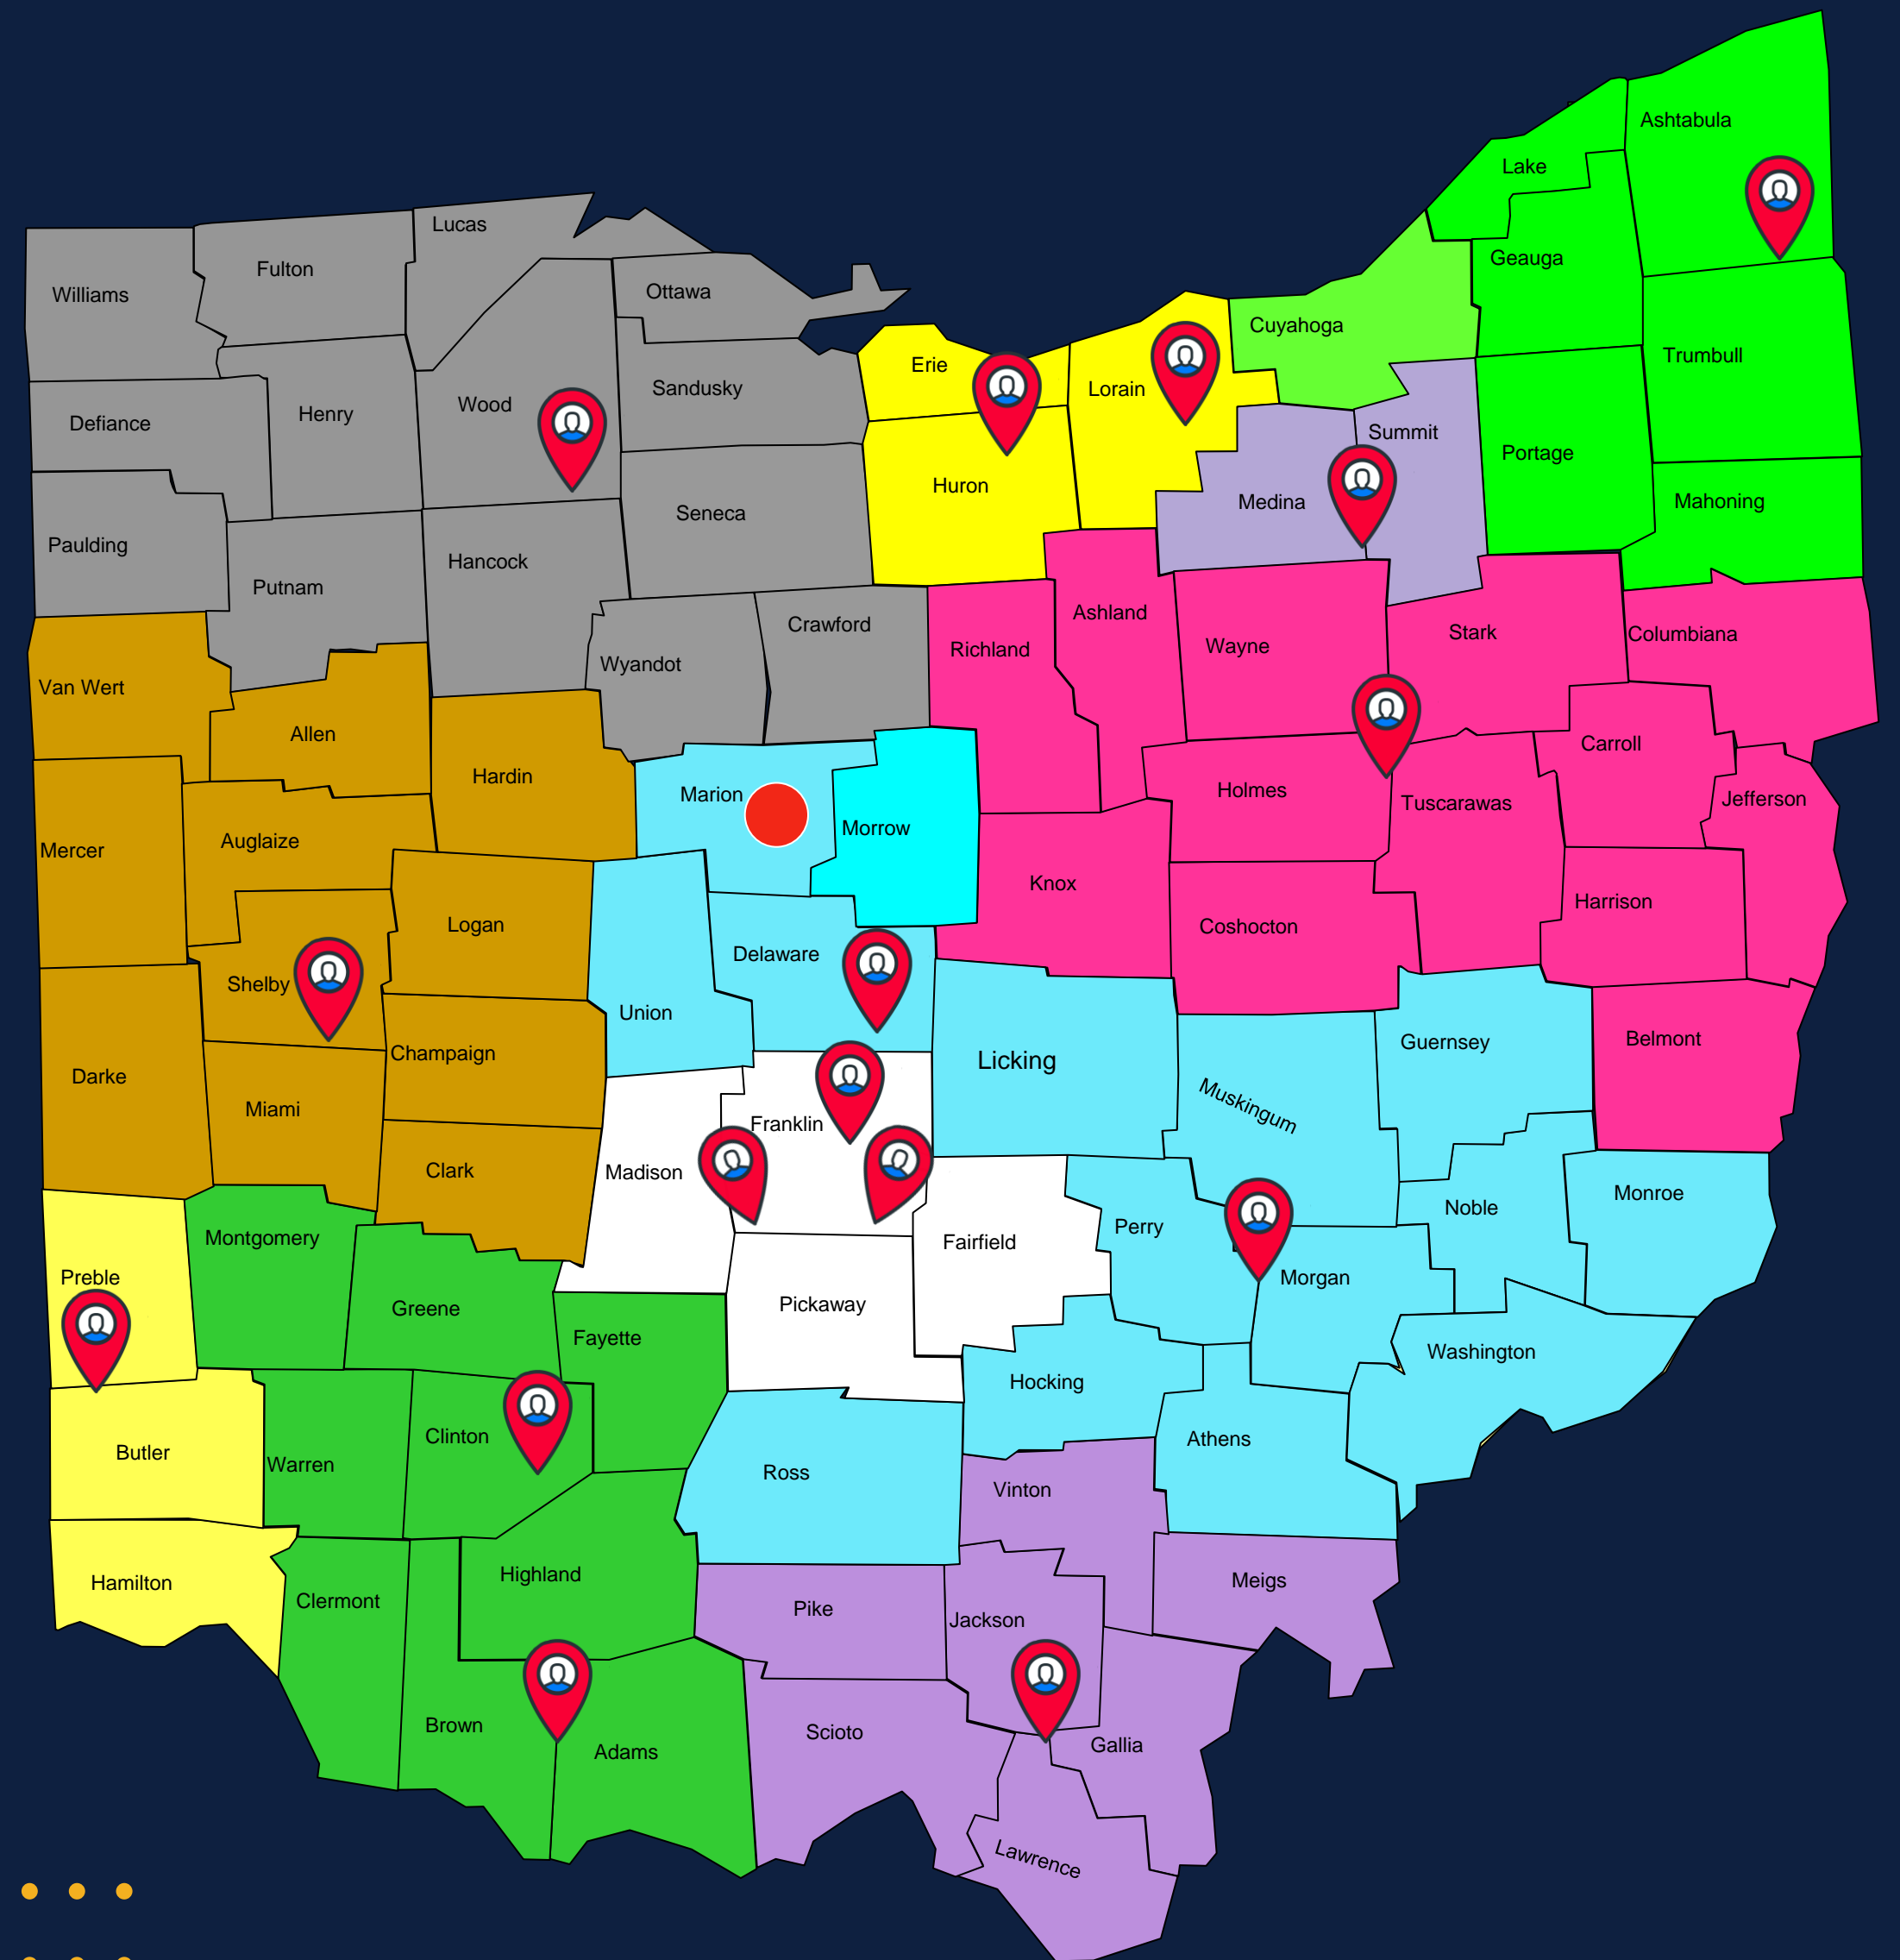 Ashtabula
Lake
Lucas
Geauga
Fulton
Williams
Ottawa
Cuyahoga
Trumbull
Erie
Lorain
Sandusky
Wood
Henry
Defiance
Summit
Portage
Huron
Medina
Mahoning
Seneca
Paulding
Hancock
Putnam
Ashland
Crawford
Stark
Columbiana
Wayne
Richland
Wyandot
Van Wert
Allen
Carroll
Hardin
Holmes
Marion
Jefferson
Tuscarawas
Morrow
Auglaize
Mercer
Knox
Harrison
Logan
Coshocton
Delaware
Shelby
Union
Belmont
Guernsey
Champaign
Licking
Darke
Muskingum
Miami
Franklin
Clark
Madison
Monroe
Noble
Perry
Montgomery
Fairfield
Preble
Morgan
Pickaway
Greene
Fayette
Washington
Hocking
Clinton
Athens
Butler
Warren
Ross
Vinton
Highland
Meigs
Hamilton
Clermont
Pike
Jackson
Brown
Scioto
Gallia
Adams
Lawrence